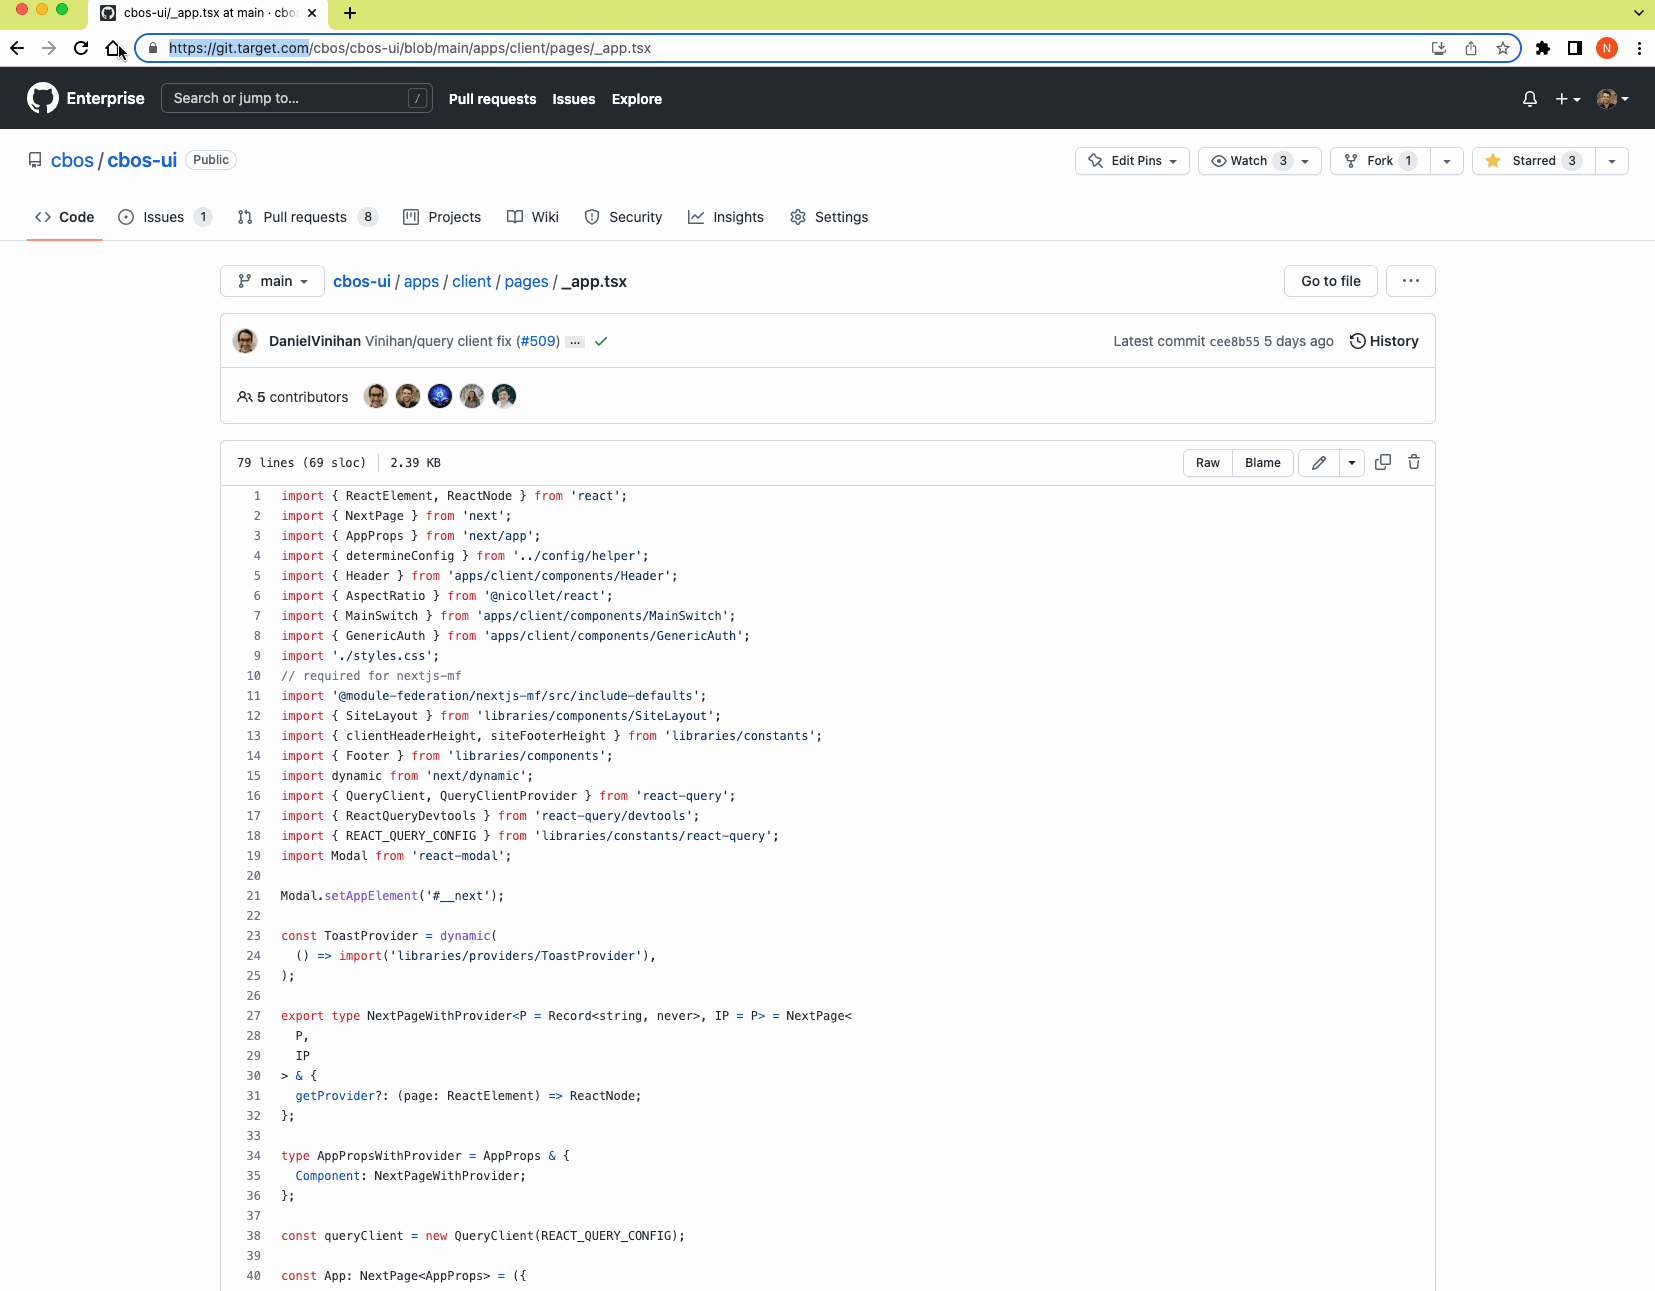 cbos-ui/_app.tsx at main · cbos
https://git.target.com/cbos/cbos-ui/blob/main/apps/client/pages/_app.tsx
N
Enterprise
Search or jump to...
/
Pull requests
Issues
Explore
cbos / cbos-ui
Public
Edit Pins
Watch 3
Fork 1
Starred 3
Code
Issues 1
Pull requests 8
Projects
Wiki
Security
Insights
Settings
main
cbos-ui / apps / client / pages / _app.tsx
Go to file
DanielVinihan Vinihan/query client fix (#509) ...
Latest commit cee8b55 5 days ago
History
5 contributors
79 lines (69 sloc)
2.39 KB
Raw
Blame
1 import { ReactElement, ReactNode } from 'react';
2 import { NextPage } from 'next';
3 import { AppProps } from 'next/app';
4 import { determineConfig } from '../config/helper';
5 import { Header } from 'apps/client/components/Header';
6 import { AspectRatio } from '@nicollet/react';
7 import { MainSwitch } from 'apps/client/components/MainSwitch';
8 import { GenericAuth } from 'apps/client/components/GenericAuth';
9 import './styles.css';
10 // required for nextjs-mf
11 import '@module-federation/nextjs-mf/src/include-defaults';
12 import { SiteLayout } from 'libraries/components/SiteLayout';
13 import { clientHeaderHeight, siteFooterHeight } from 'libraries/constants';
14 import { Footer } from 'libraries/components';
15 import dynamic from 'next/dynamic';
16 import { QueryClient, QueryClientProvider } from 'react-query';
17 import { ReactQueryDevtools } from 'react-query/devtools';
18 import { REACT_QUERY_CONFIG } from 'libraries/constants/react-query';
19 import Modal from 'react-modal';
20
21 Modal.setAppElement('#__next');
22
23 const ToastProvider = dynamic(
24 () => import('libraries/providers/ToastProvider'),
25 );
26
27 export type NextPageWithProvider<P = Record<string, never>, IP = P> = NextPage<
28 P,
29 IP
30 > & {
31 getProvider?: (page: ReactElement) => ReactNode;
32 };
33
34 type AppPropsWithProvider = AppProps & {
35 Component: NextPageWithProvider;
36 };
37
38 const queryClient = new QueryClient(REACT_QUERY_CONFIG);
39
40 const App: NextPage<AppProps> = ({